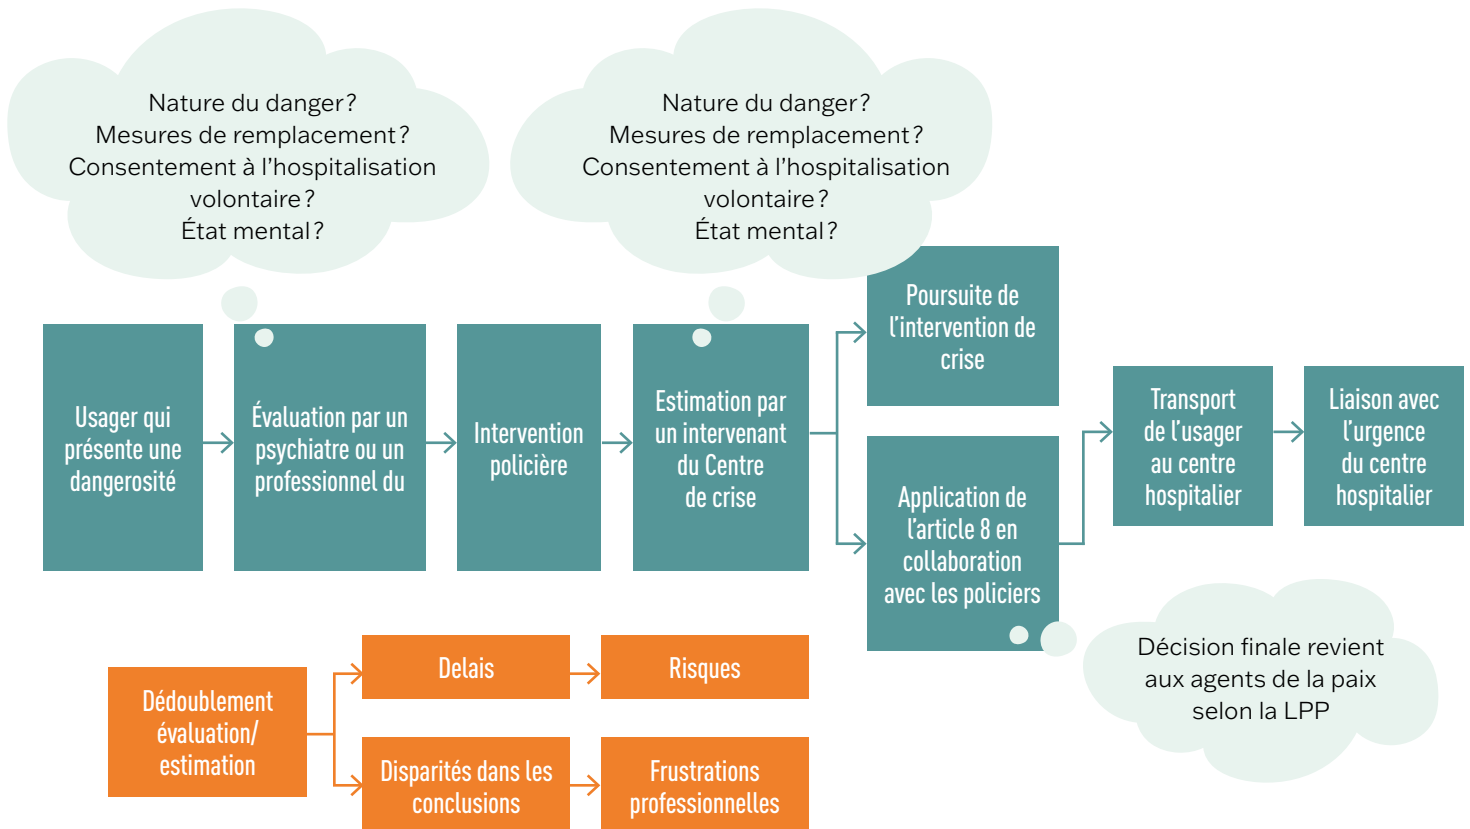 Nature du danger ?
Mesures de remplacement ?
Consentement à l’hospitalisation
volontaire ?
État mental ?
Nature du danger ?
Mesures de remplacement ?
Consentement à l’hospitalisation
volontaire ?
État mental ?
Usager qui
présente une
dangerosité
Évaluation par un
psychiatre ou un
professionnel du
Intervention
policière
Estimation par
un intervenant
du Centre
de crise
Poursuite de
l’intervention de
crise
Application de
l’article 8 en
collaboration
avec les policiers
Transport
de l’usager
au centre
hospitalier
Liaison avec
l’urgence
du centre
hospitalier
Décision finale revient
aux agents de la paix
selon la LPP
Dédoublement
évaluation/
estimation
Delais
Risques
Disparités dans les
conclusions
Frustrations
professionnelles